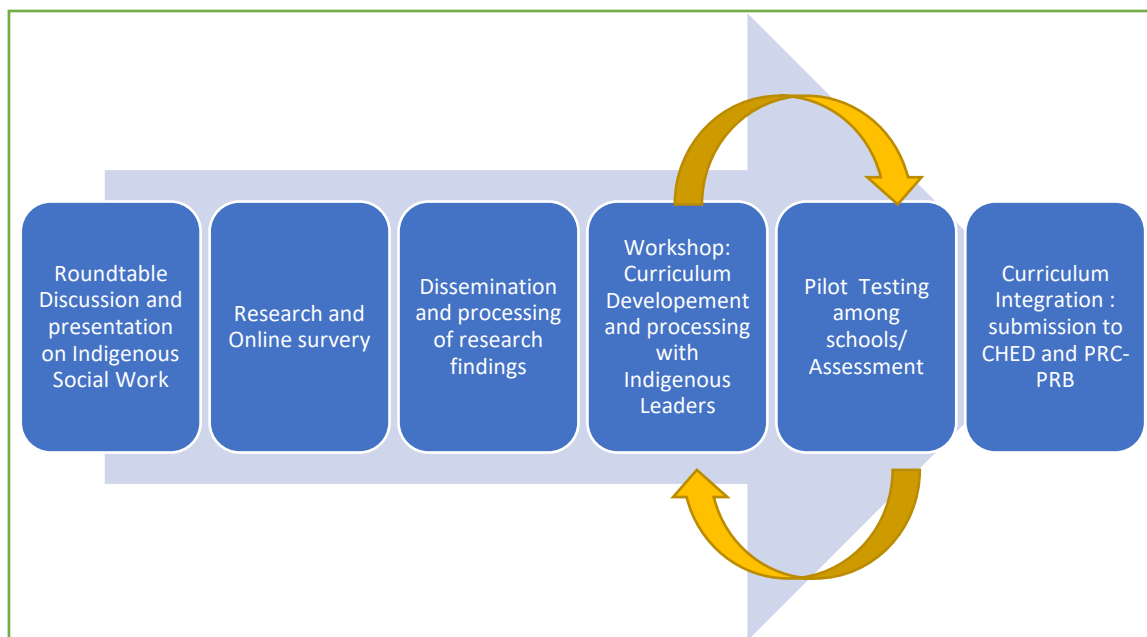 Roundtable
Discussion and
presentation
on Indigenous
Social Work
Research and
Online survery
Dissemination
and processing
of research
findings
Workshop:
Curriculum
Developement
and processing
with
Indigenous
Leaders
Pilot Testing
among
schools/
Assessment
Curriculum
Integration :
submission to
CHED and PRC-
PRB